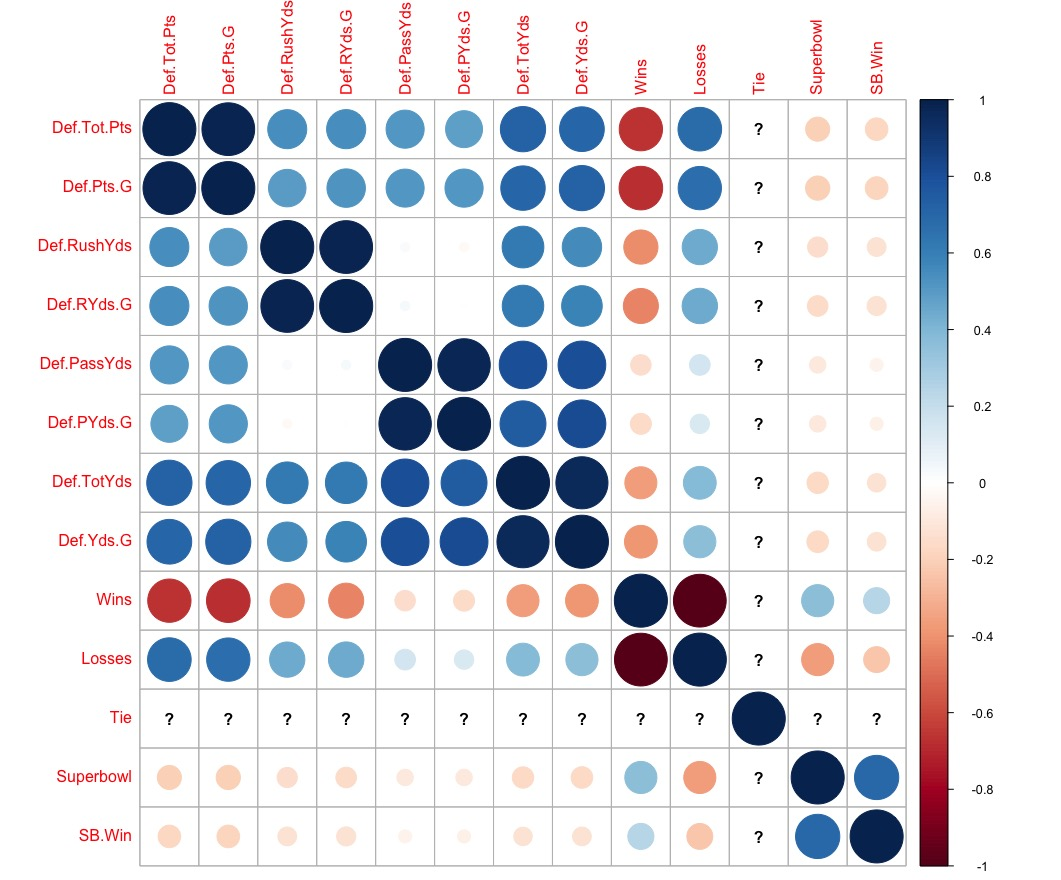 Def.Tot.Pts
Def.Pts.G
Def.RushYds
Def.RYds.G
Def.PassYds
Def.PYds.G
Def.TotYds
Def.Yds.G
Wins
Losses
Tie
Superbowl
SB.Win
Def.Tot.Pts ?
Def.Pts.G ?
Def.RushYds ?
Def.RYds.G ?
Def.PassYds ?
Def.PYds.G ?
Def.TotYds ?
Def.Yds.G ?
Wins ?
Losses ?
Tie ? ? ? ? ? ? ? ? ? ? ? ?
Superbowl ?
SB.Win ?
1
0.8
0.6
0.4
0.2
0
-0.2
-0.4
-0.6
-0.8
-1